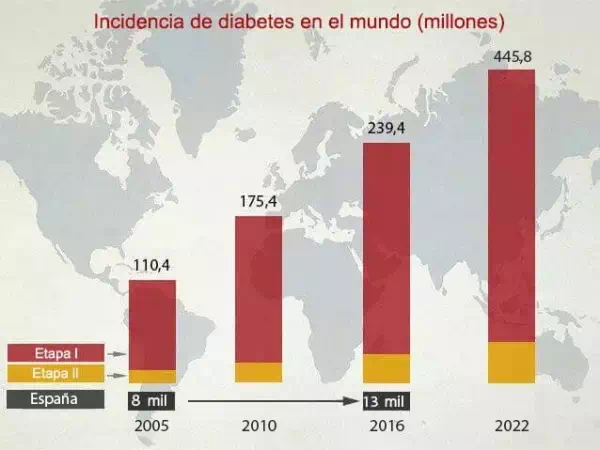 Incidencia de diabetes en el mundo (millones)
445,8
239,4
175,4
110,4
Etapa I
Etapa II
España
8 mil
13 mil
2005
2010
2016
2022